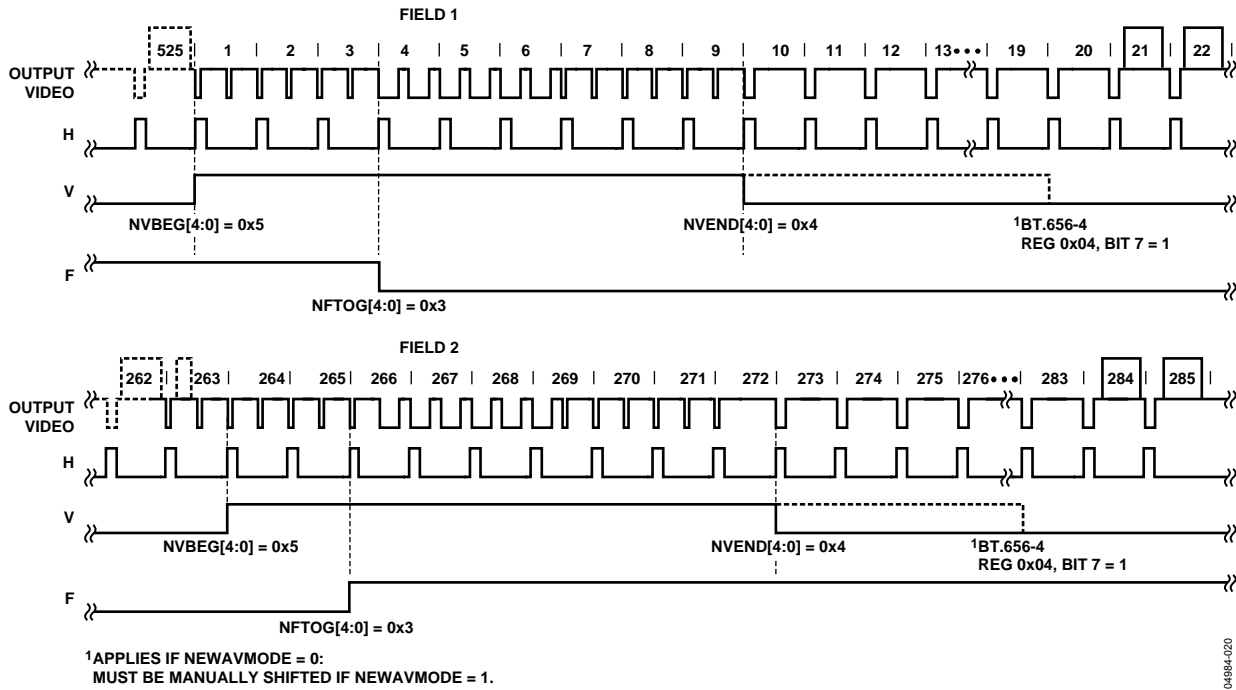 FIELD 1
525 | 1 | 2 | 3 | 4 | 5 | 6 | 7 | 8 | 9 | 10 | 11 | 12 | 13 ••• 19 | 20 | 21 | 22 |
OUTPUT
VIDEO
H
V
NVBEG[4:0] = 0x5
NVEND[4:0] = 0x4
1BT.656-4
REG 0x04, BIT 7 = 1
F
NFTOG[4:0] = 0x3
FIELD 2
262 | 263 | 264 | 265 | 266 | 267 | 268 | 269 | 270 | 271 | 272 | 273 | 274 | 275 | 276 ••• 283 | 284 | 285 |
OUTPUT
VIDEO
H
V
NVBEG[4:0] = 0x5
NVEND[4:0] = 0x4
1BT.656-4
REG 0x04, BIT 7 = 1
F
NFTOG[4:0] = 0x3
1APPLIES IF NEWAVMODE = 0:
MUST BE MANUALLY SHIFTED IF NEWAVMODE = 1.
04984-020